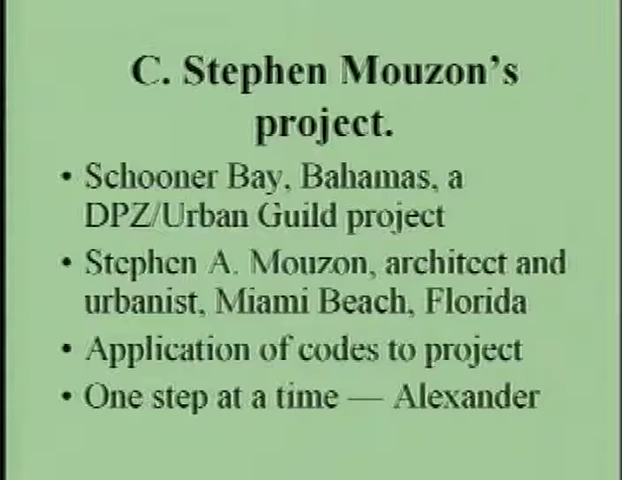 C. Stephen Mouzon's
project.
• Schooner Bay, Bahamas, a
DPZ/Urban Guild project
• Stephen A. Mouzon, architect and
urbanist, Miami Beach, Florida
• Application of codes to project
• One step at a time — Alexander